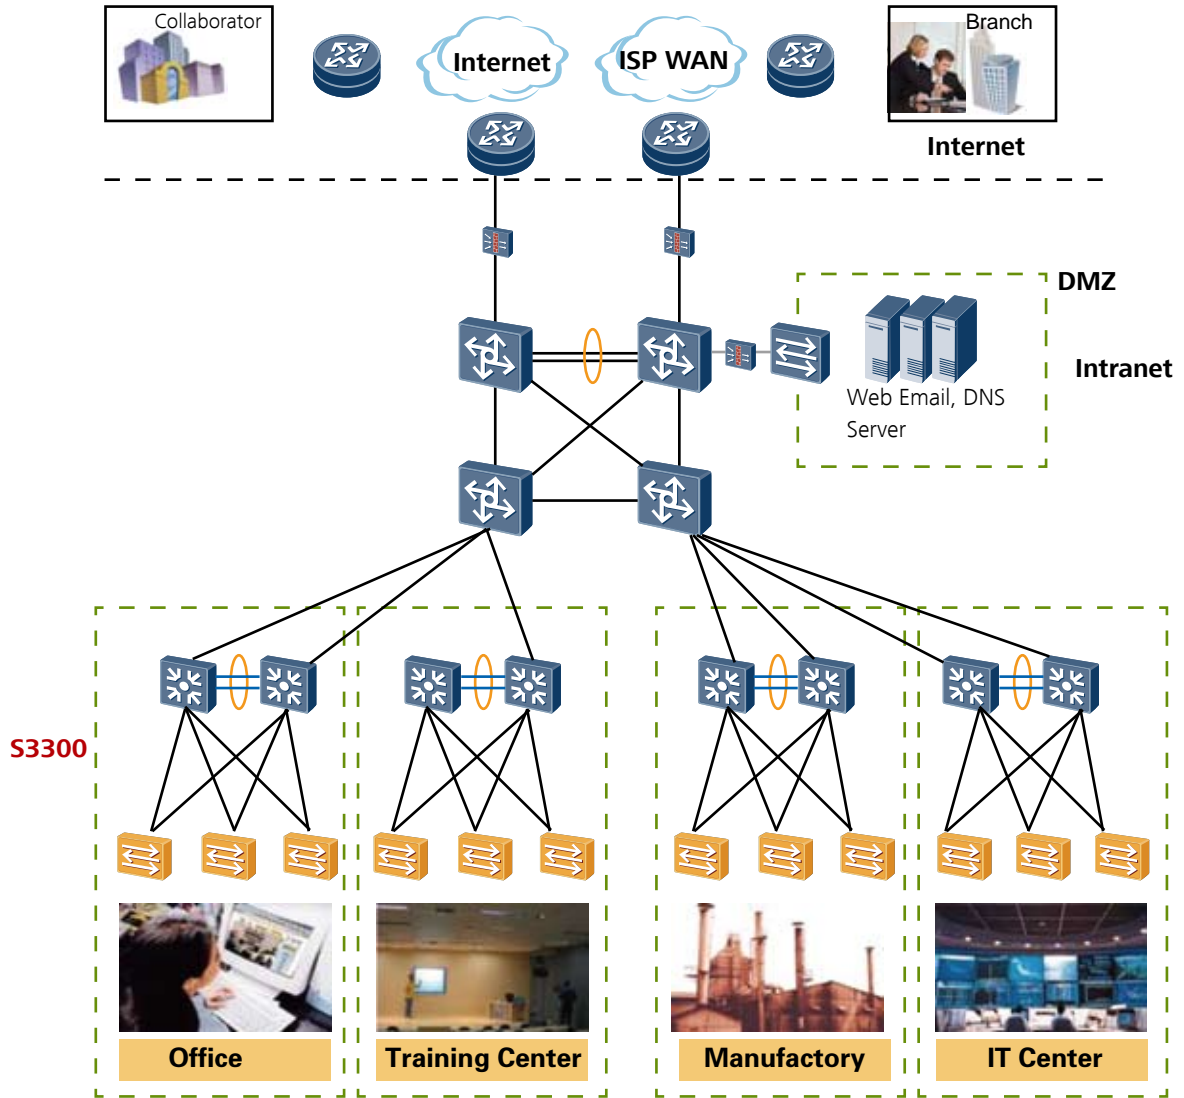 Collaborator
Internet
ISP WAN
Branch
Internet
DMZ
Intranet
Web Email, DNS
Server
S3300
Office
Training Center
Manufactory
IT Center